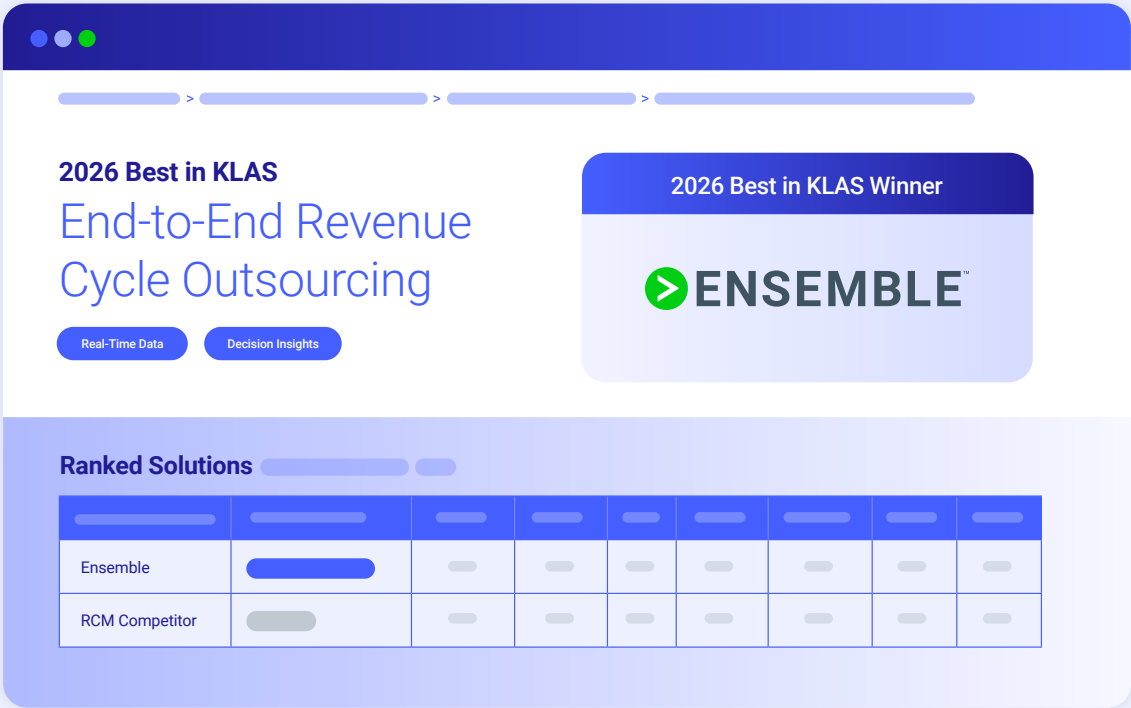 > > >
2026 Best in KLAS
End-to-End Revenue
Cycle Outsourcing
Real-Time Data
Decision Insights
2026 Best in KLAS Winner
ENSEMBLE™
Ranked Solutions
Ensemble
RCM Competitor